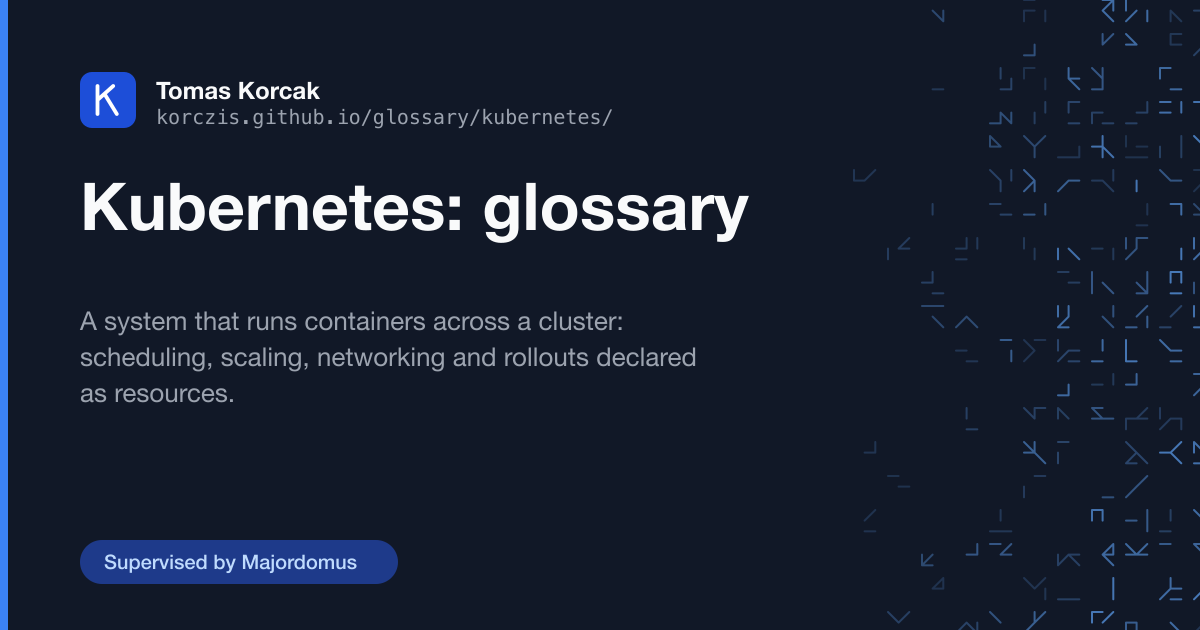 K
Tomas Korcak
korczis.github.io/glossary/kubernetes/
Kubernetes: glossary
A system that runs containers across a cluster:
scheduling, scaling, networking and rollouts declared
as resources.
Supervised by Majordomus